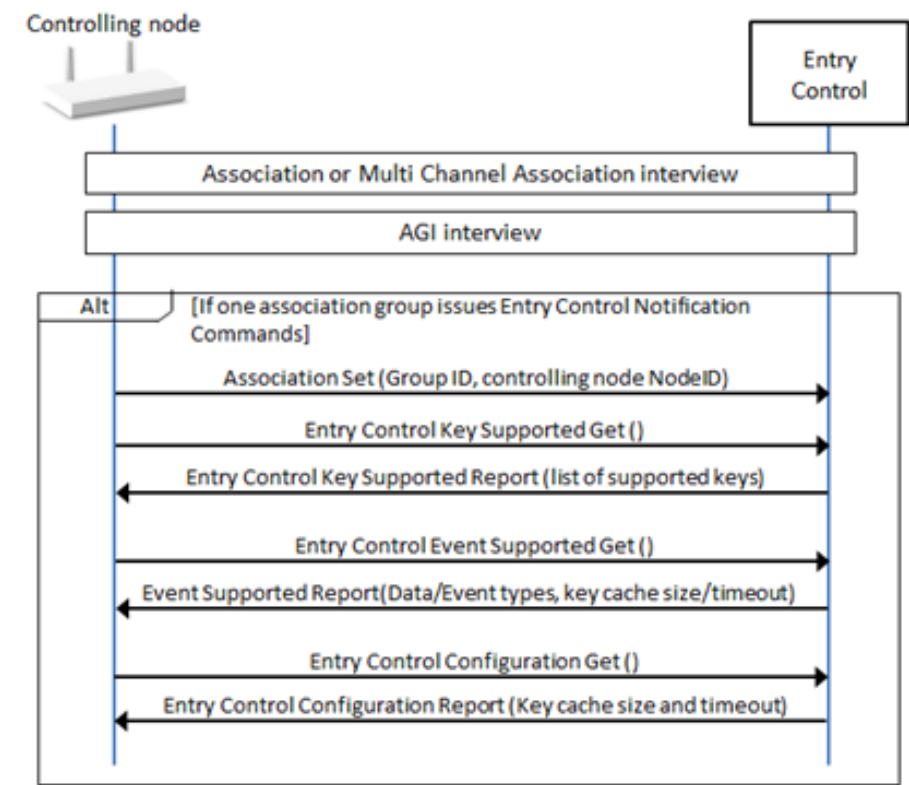 Controlling node
Entry
Control
Association or Multi Channel Association interview
AGI interview
Alt
[If one association group issues Entry Control Notification
Commands]
Association Set (Group ID, controlling node NodeID)
Entry Control Key Supported Get ()
Entry Control Key Supported Report (list of supported keys)
Entry Control Event Supported Get ()
Event Supported Report(Data/Event types, key cache size/timeout)
Entry Control Configuration Get ()
Entry Control Configuration Report (Key cache size and timeout)